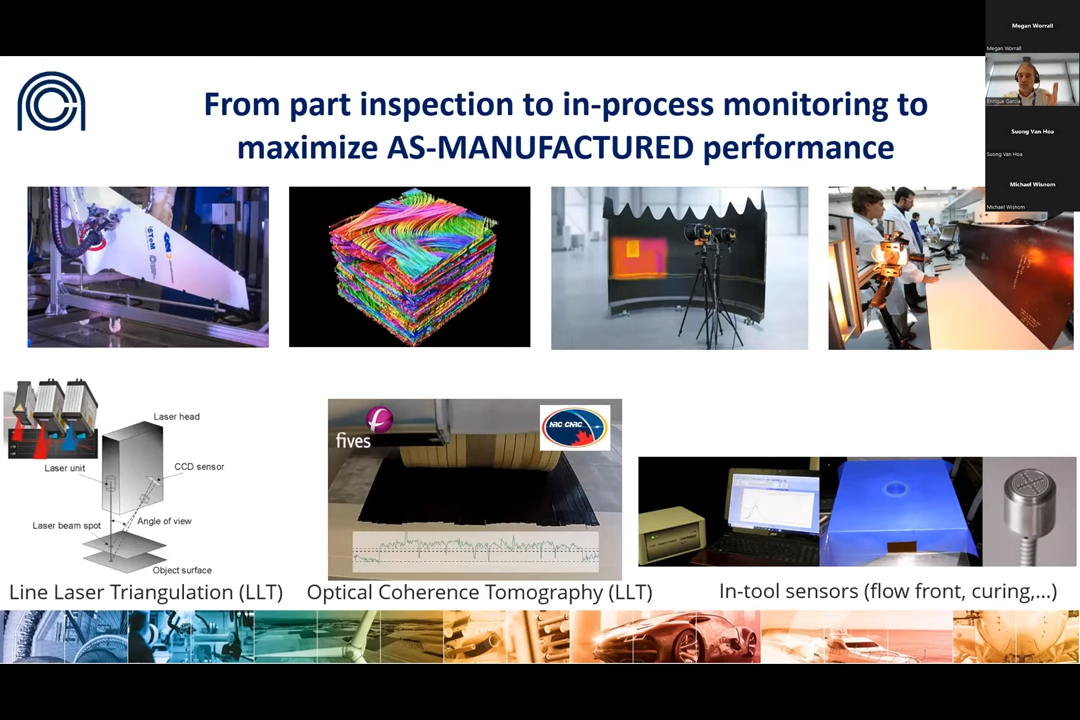 Megan Worrall
Megan Worrall
Enrique Garcia
Suong Van Hoa
Suong Van Hoa
Michael Wisnom
Michael Wisnom
From part inspection to in-process monitoring to
maximize AS-MANUFACTURED performance
Laser head
Laser unit
CCD sensor
Laser beam spot
Angle of view
Object surface
fives
NRC·CNRC
Line Laser Triangulation (LLT)
Optical Coherence Tomography (LLT)
In-tool sensors (flow front, curing,...)